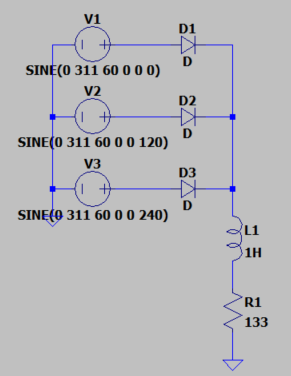 V1
D1
D
SINE(0 311 60 0 0 0)
V2
D2
D
SINE(0 311 60 0 0 120)
V3
D3
D
SINE(0 311 60 0 0 240)
L1
1H
R1
133